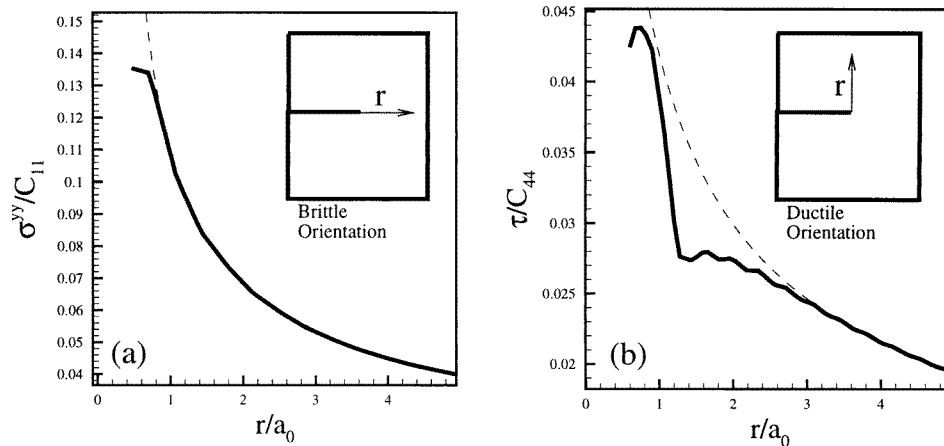 0.15
0.14
0.13
0.12
0.11
0.1
0.09
0.08
0.07
0.06
0.05
0.04
σ^yy/C_11
r
Brittle
Orientation
(a)
0 1 2 3 4
r/a_0
0.045
0.04
0.035
0.03
0.025
0.02
τ/C_44
r
Ductile
Orientation
(b)
0 1 2 3 4
r/a_0